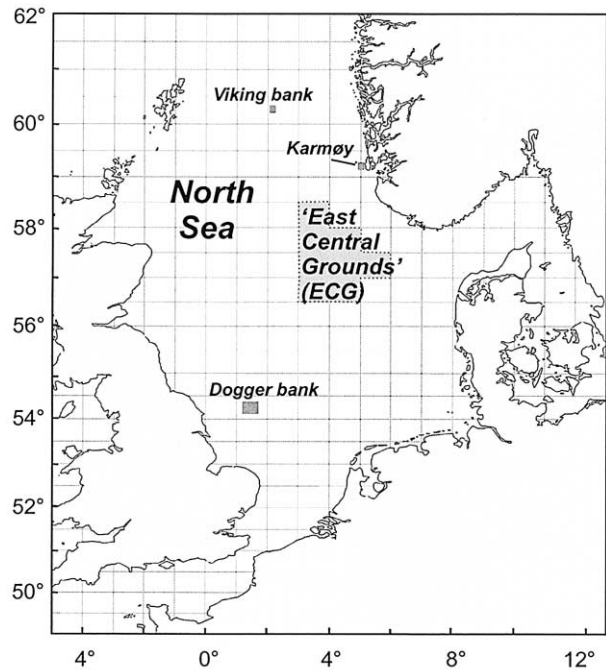 62°
Viking bank
60°
Karmøy
North
Sea
58°
'East
Central
Grounds'
(ECG)
56°
Dogger bank
54°
52°
50°
4° 0° 4° 8° 12°